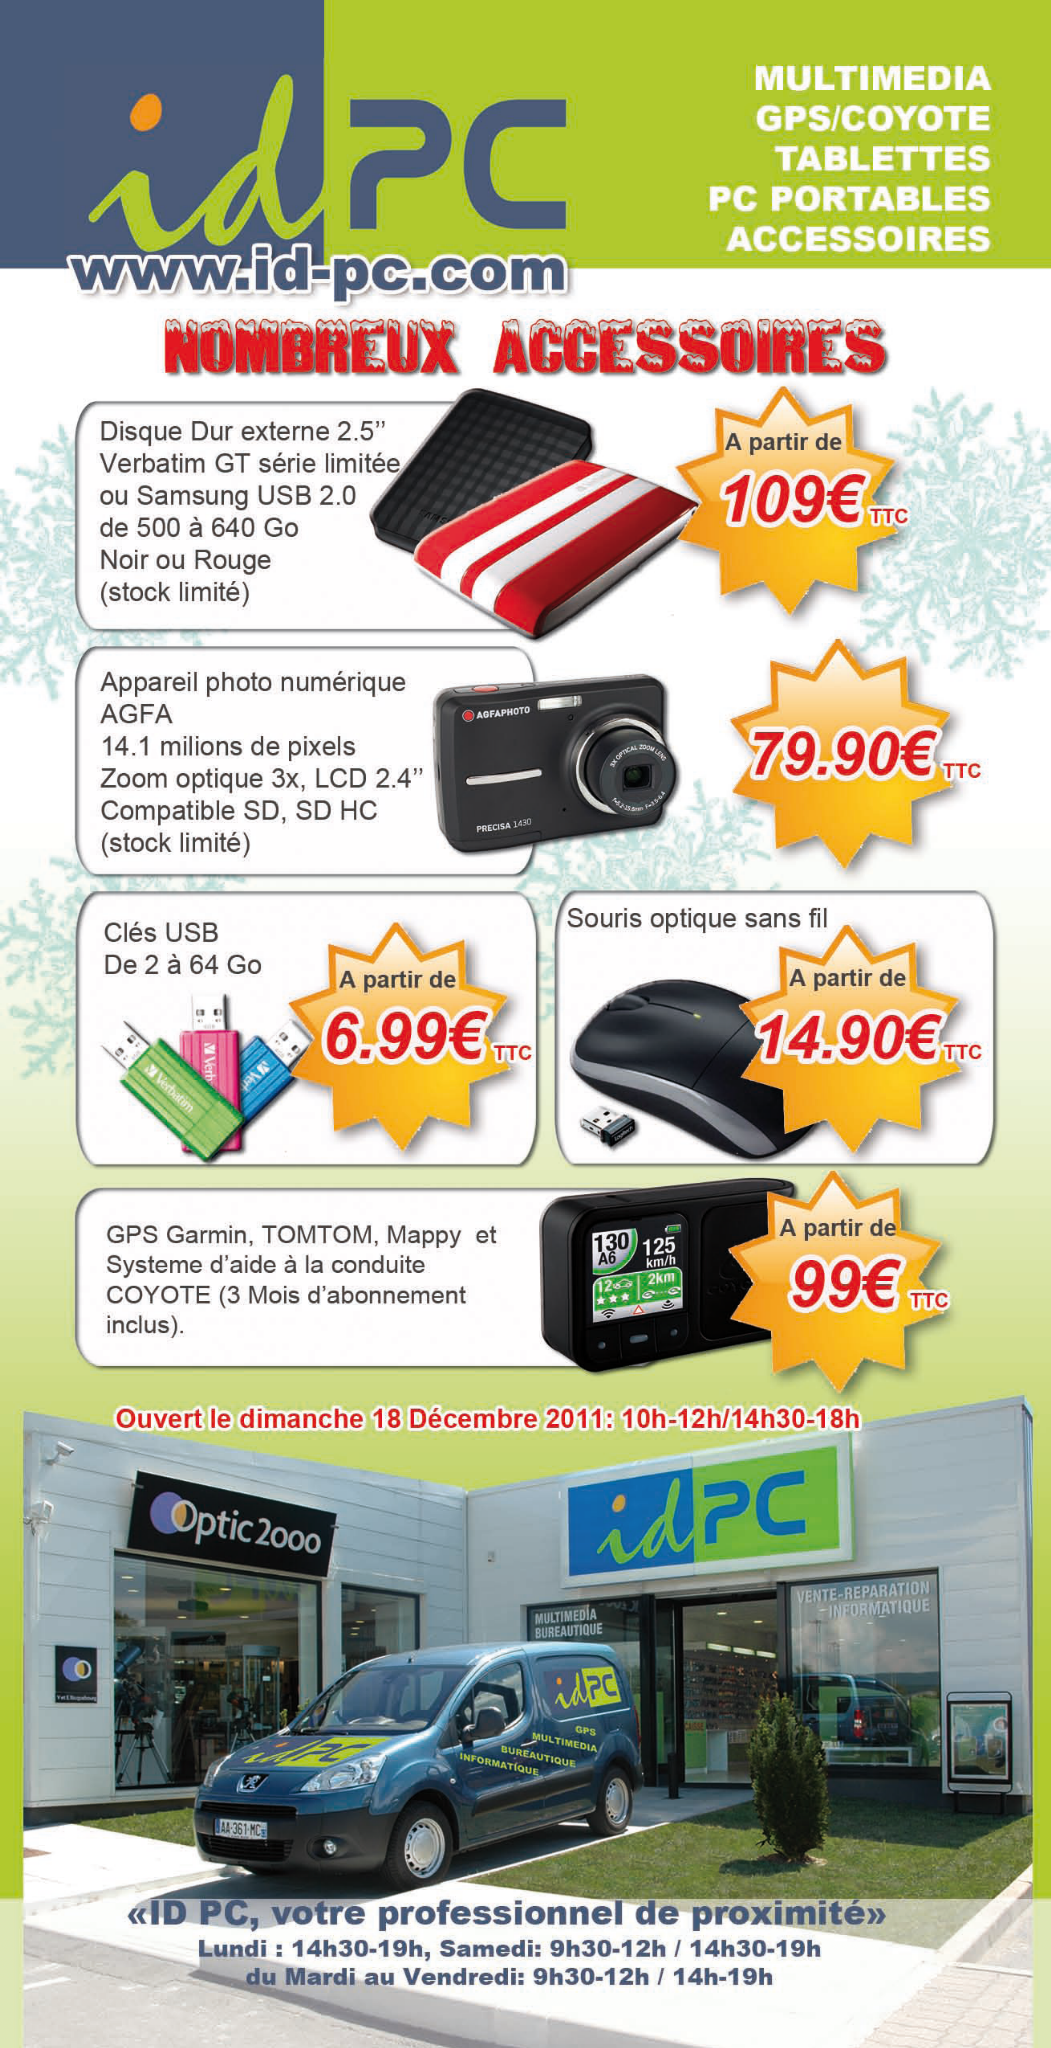 idPC
www.id-pc.com
MULTIMEDIA
GPS/COYOTE
TABLETTES
PC PORTABLES
ACCESSOIRES
NOMBREUX ACCESSOIRES
Disque Dur externe 2.5’’
Verbatim GT série limitée
ou Samsung USB 2.0
de 500 à 640 Go
Noir ou Rouge
(stock limité)
A partir de
109€ TTC
Appareil photo numérique
AGFA
14.1 milions de pixels
Zoom optique 3x, LCD 2.4’’
Compatible SD, SD HC
(stock limité)
AGFAPHOTO
3X OPTICAL ZOOM LENS
PRECISA 1430
79.90€ TTC
Clés USB
De 2 à 64 Go
Verbatim
A partir de
6.99€ TTC
Souris optique sans fil
A partir de
14.90€ TTC
GPS Garmin, TOMTOM, Mappy et
Systeme d’aide à la conduite
COYOTE (3 Mois d’abonnement
inclus).
130
A6
125
km/h
12
2km
A partir de
99€ TTC
Ouvert le dimanche 18 Décembre 2011: 10h-12h/14h30-18h
Optic 2000
idPC
MULTIMEDIA
BUREAUTIQUE
VENTE-REPARATION
INFORMATIQUE
idPC
GPS
MULTIMEDIA
BUREAUTIQUE
INFORMATIQUE
idPC
AA-361-MC
«ID PC, votre professionnel de proximité»
Lundi : 14h30-19h, Samedi: 9h30-12h / 14h30-19h
du Mardi au Vendredi: 9h30-12h / 14h-19h